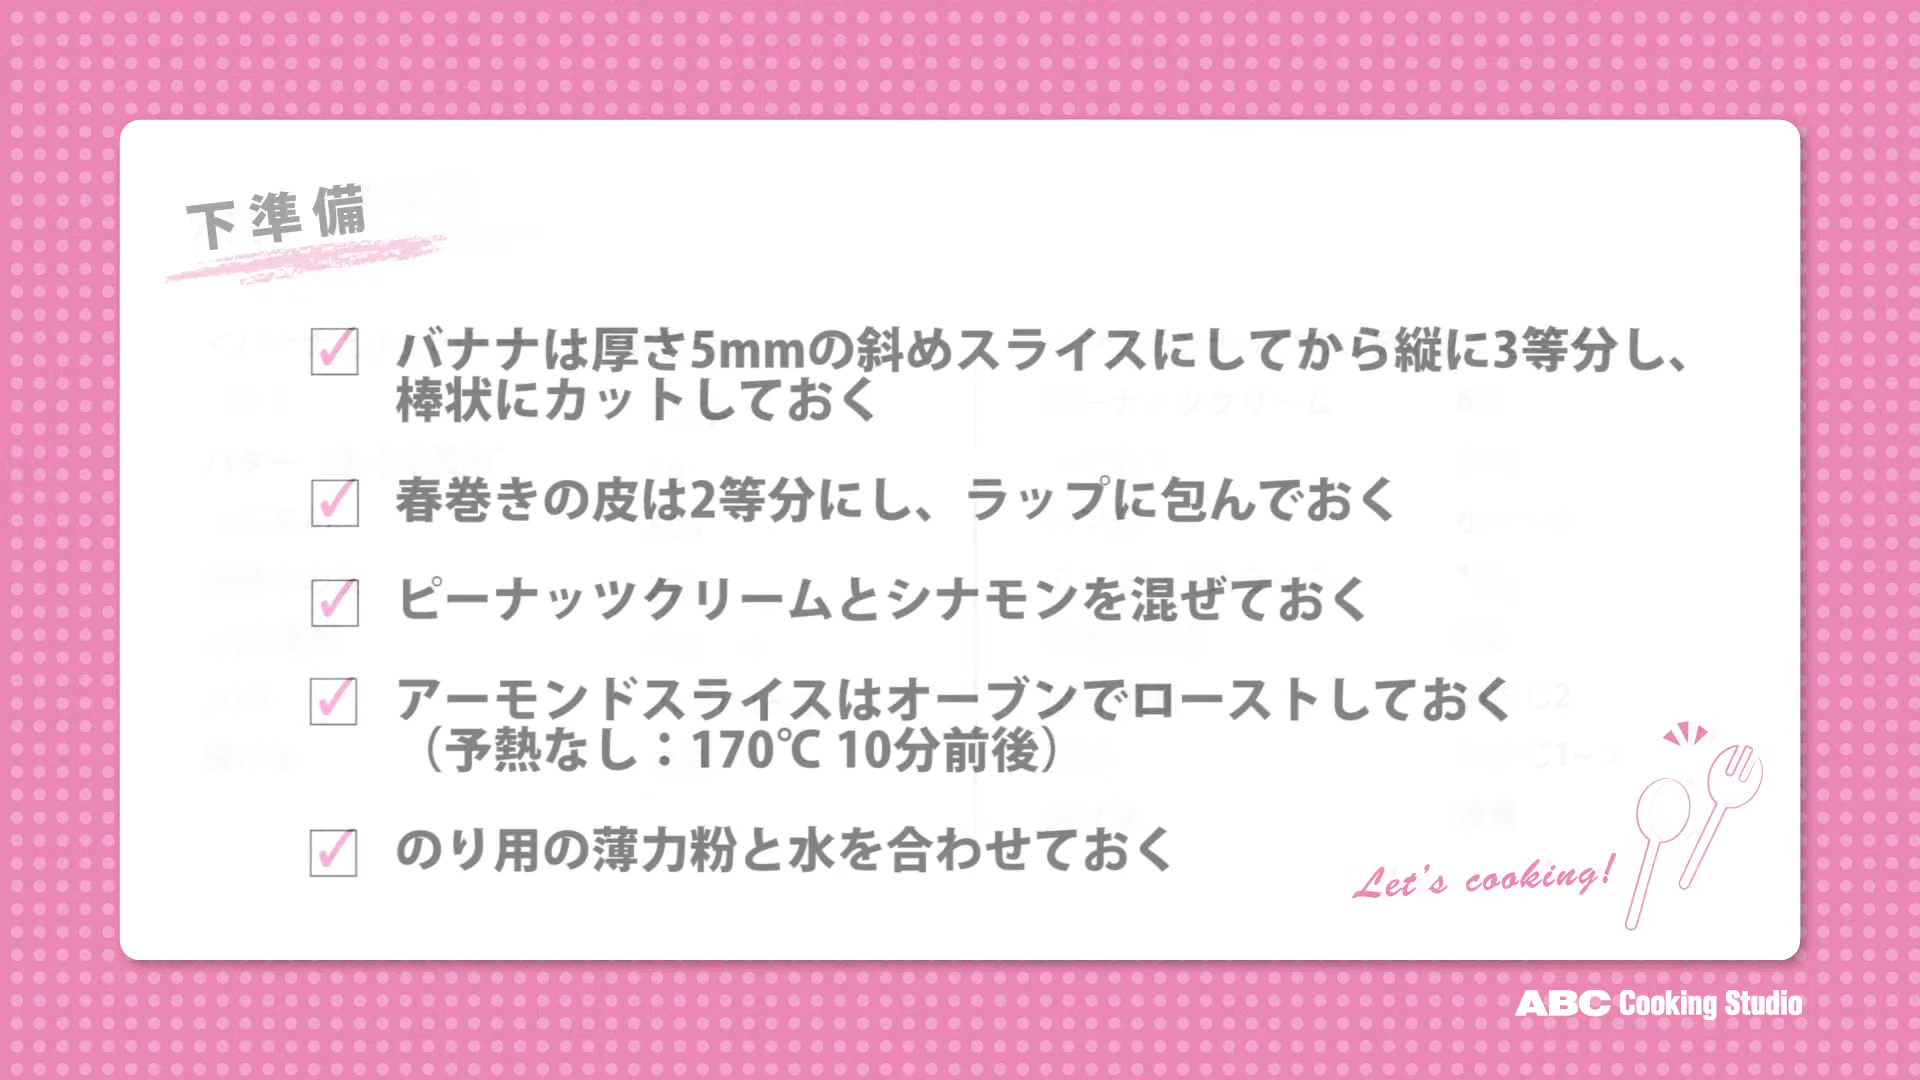 下準備
バナナは厚さ5mmの斜めスライスにしてから縦に3等分し、
棒状にカットしておく
春巻きの皮は2等分にし、ラップに包んでおく
ピーナッツクリームとシナモンを混ぜておく
アーモンドスライスはオーブンでローストしておく
（予熱なし：170℃ 10分前後）
のり用の薄力粉と水を合わせておく
Let's cooking!
ABC Cooking Studio